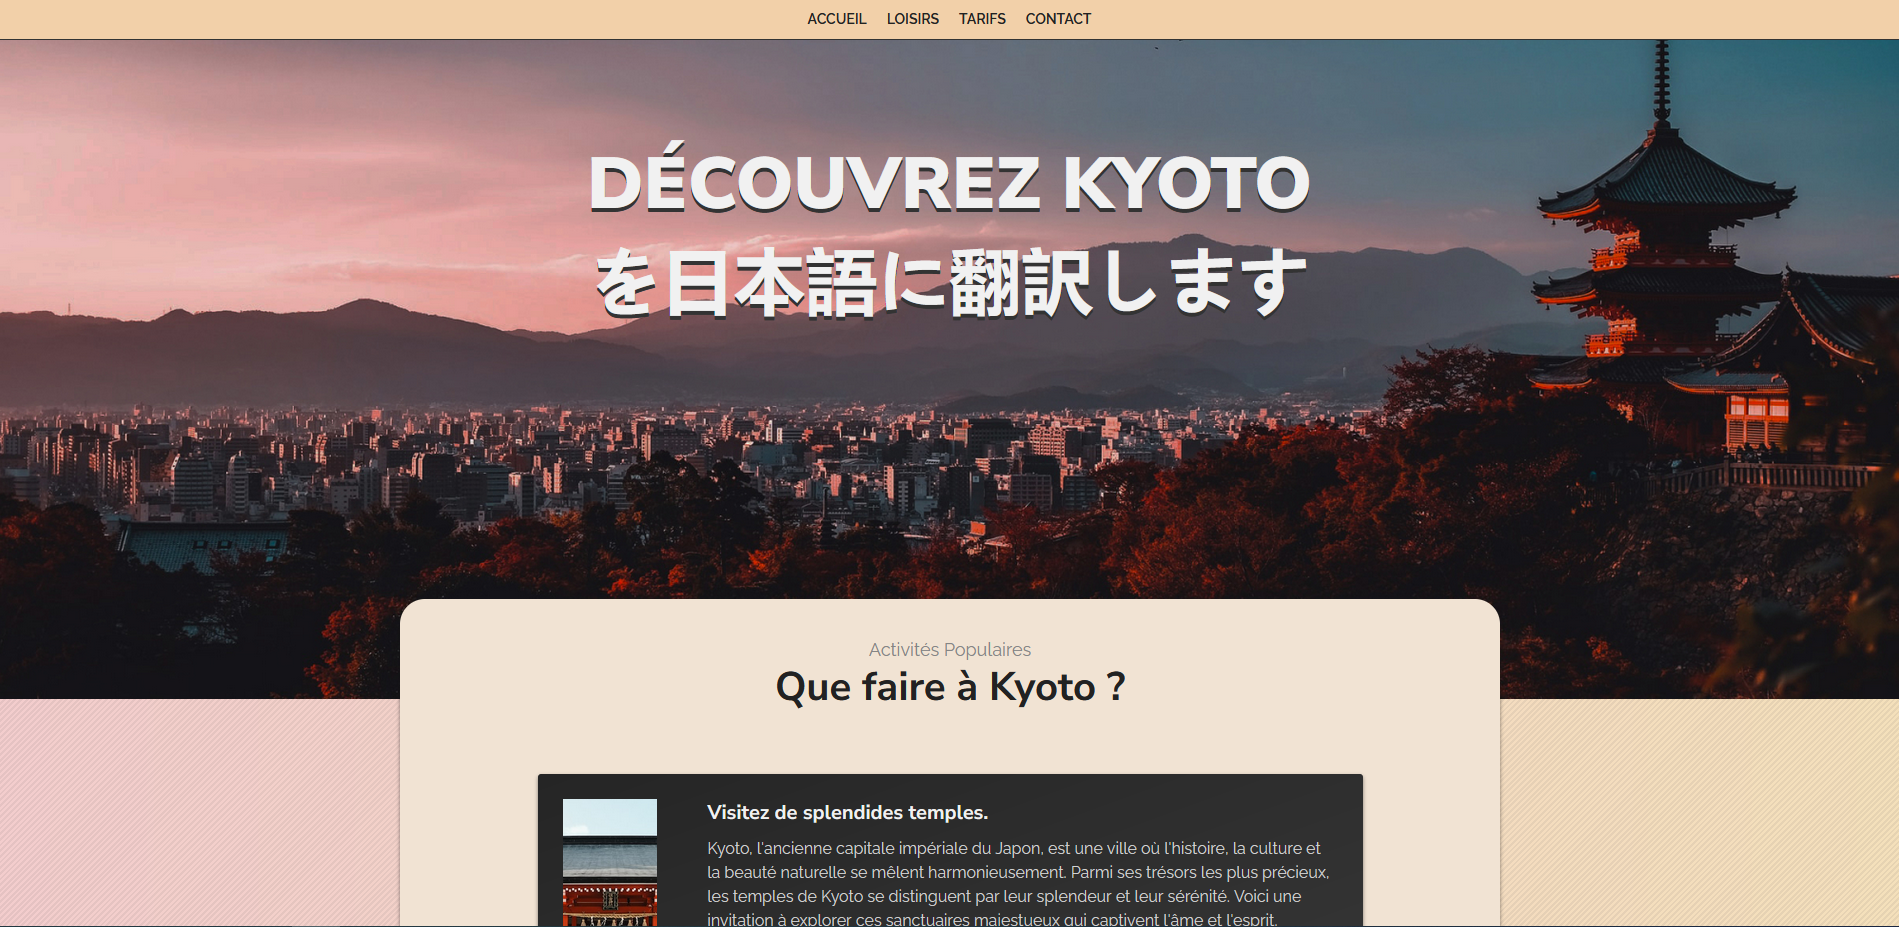 ACCUEIL LOISIRS TARIFS CONTACT
DÉCOUVREZ KYOTO
を日本語に翻訳します
Activités Populaires
Que faire à Kyoto ?
Visitez de splendides temples.
Kyoto, l'ancienne capitale impériale du Japon, est une ville où l'histoire, la culture et
la beauté naturelle se mêlent harmonieusement. Parmi ses trésors les plus précieux,
les temples de Kyoto se distinguent par leur splendeur et leur sérénité. Voici une
invitation à explorer ces sanctuaires majestueux qui captivent l'âme et l'esprit.